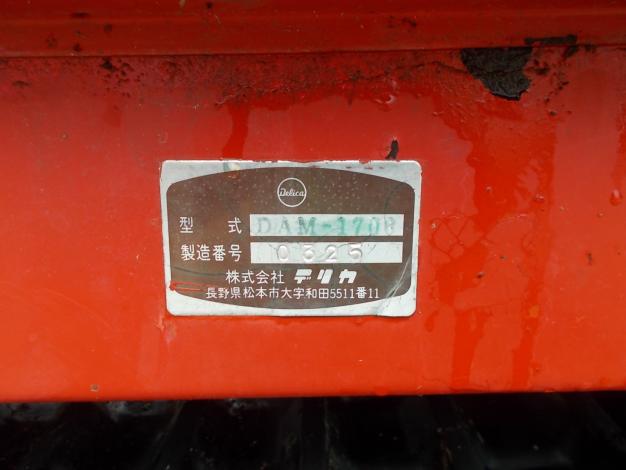 Delica
型式 DAM-170B
製造番号 0325
株式会社 デリカ
長野県松本市大字和田5511番11